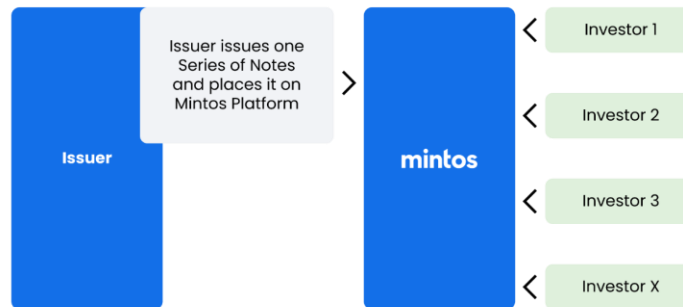 Issuer
Issuer issues one
Series of Notes
and places it on
Mintos Platform
mintos
Investor 1
Investor 2
Investor 3
Investor X